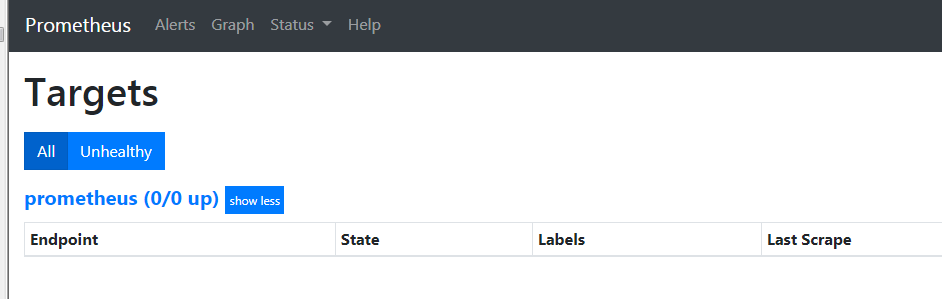 Prometheus Alerts Graph Status Help
Targets
All Unhealthy
prometheus (0/0 up) show less
Endpoint State Labels Last Scrape